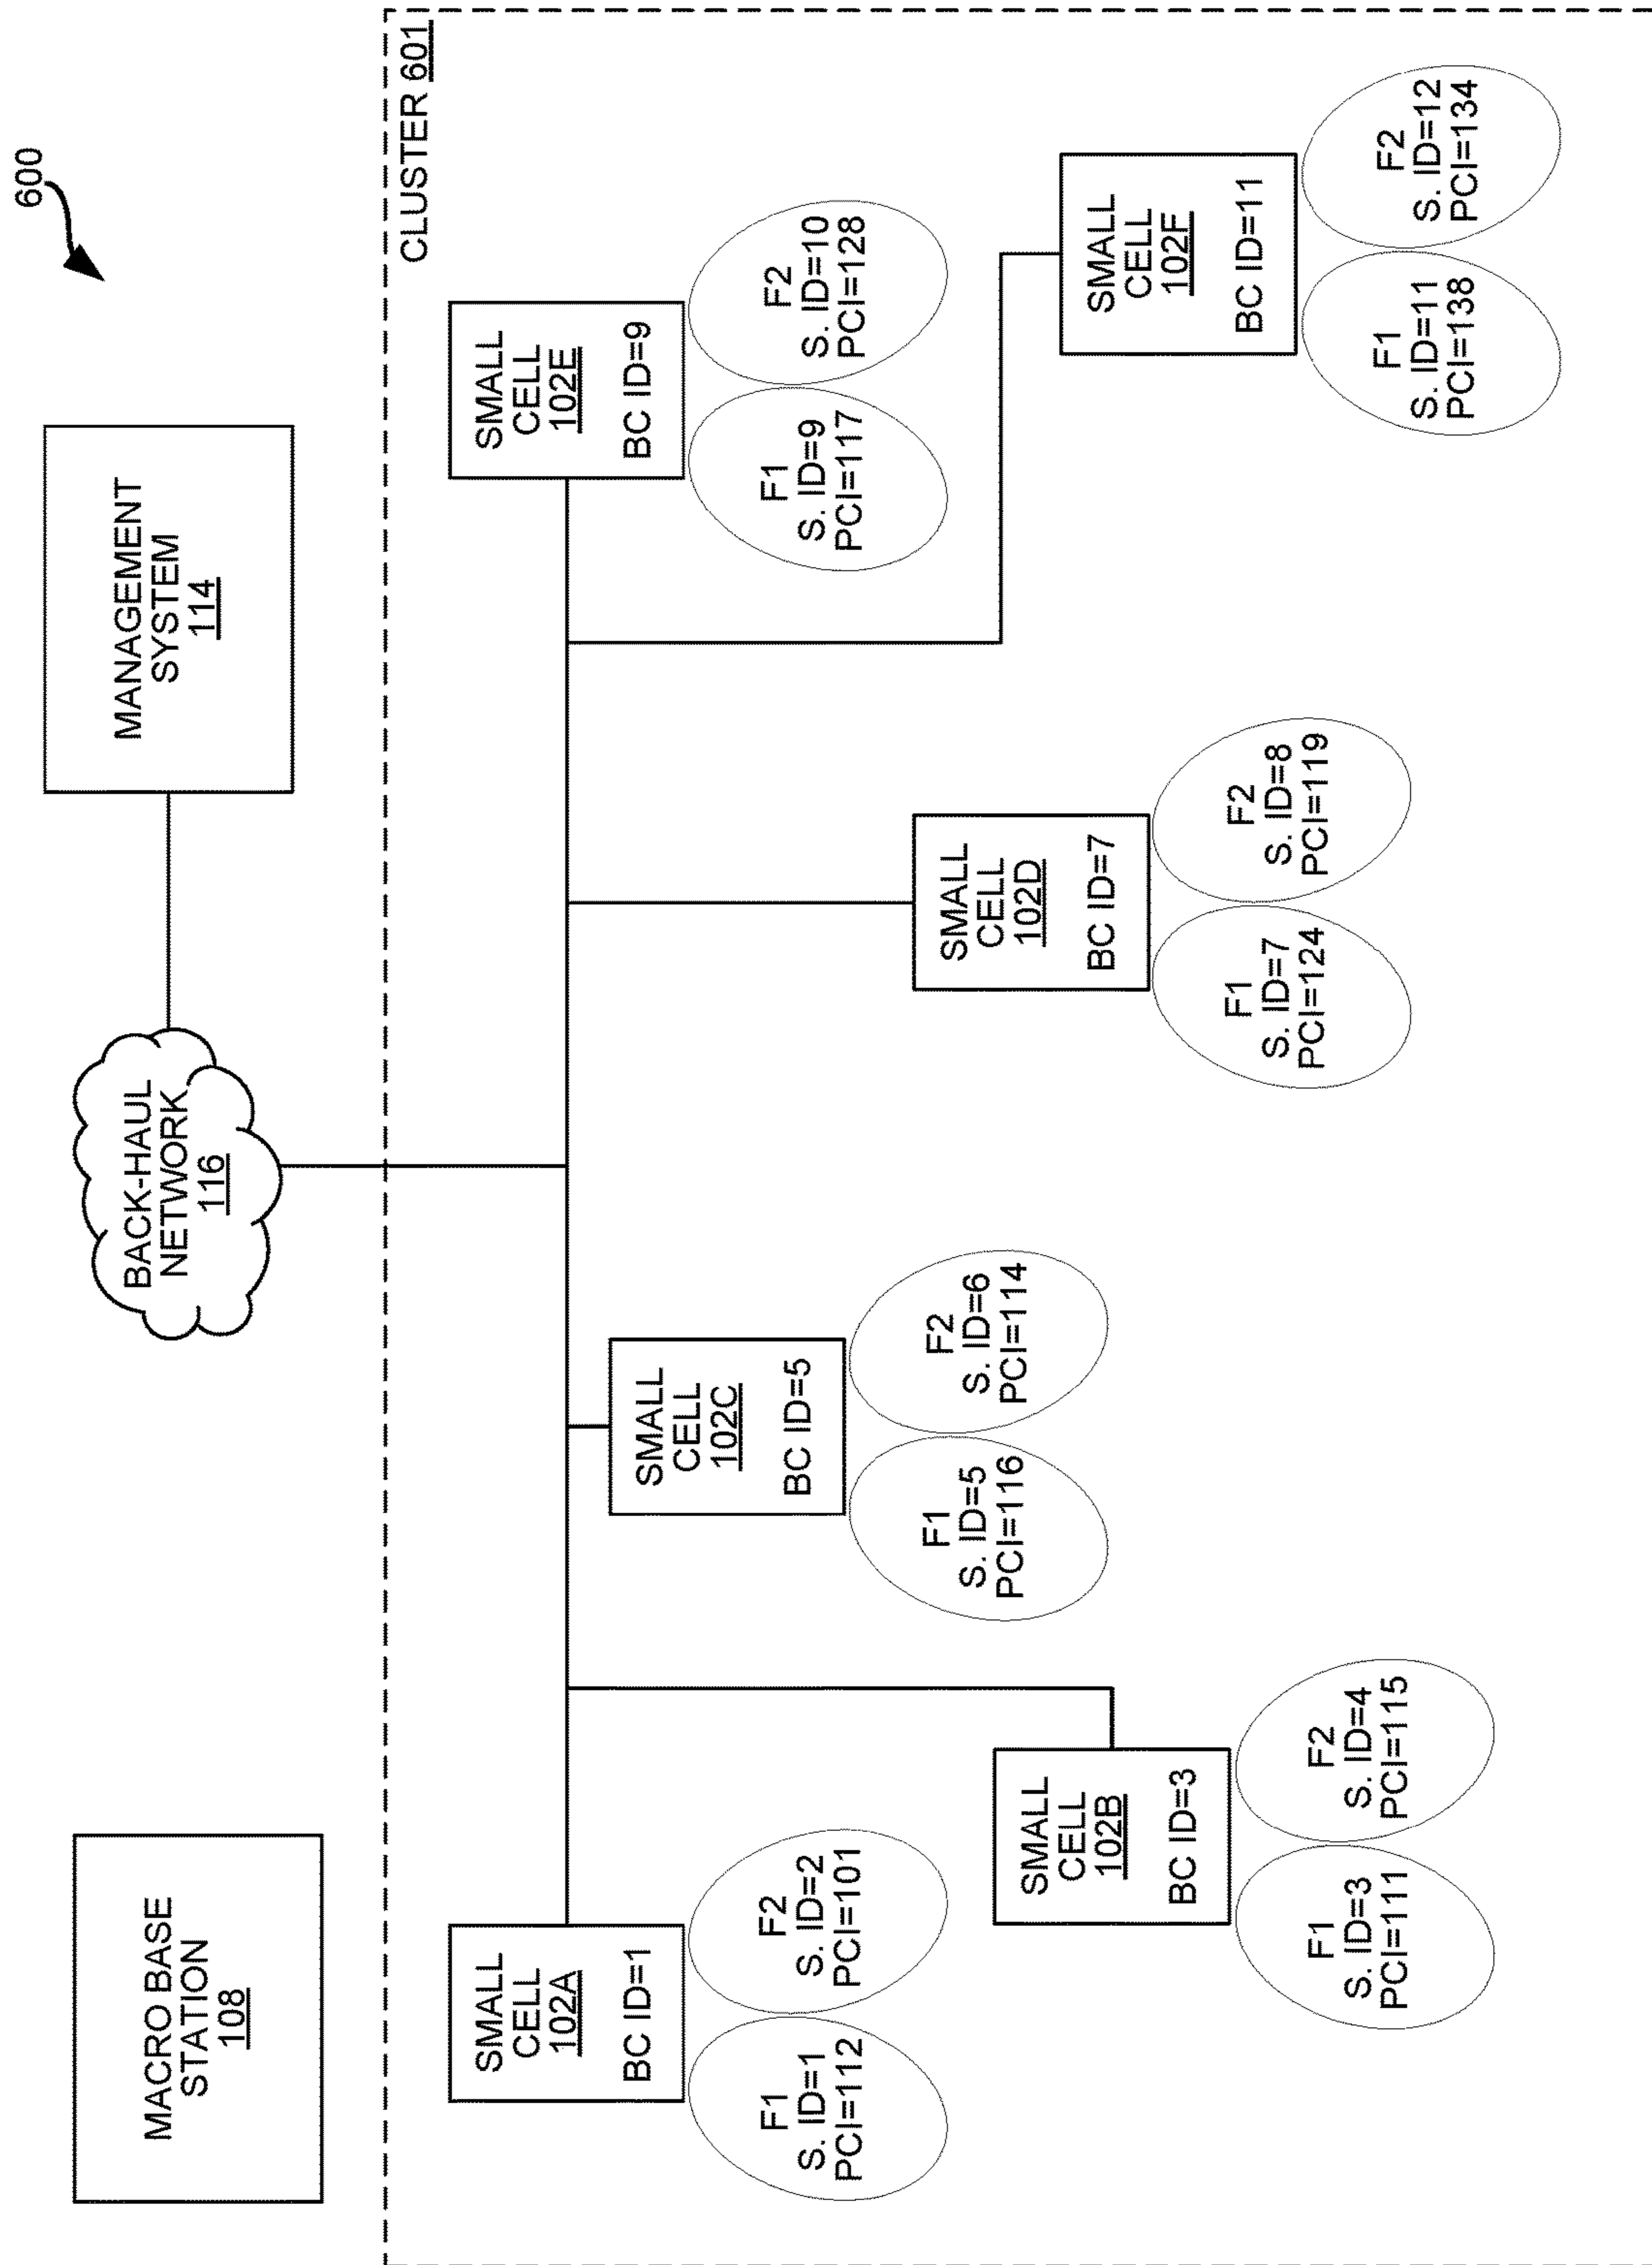 600
MACRO BASE
STATION
108
BACK-HAUL
NETWORK
116
MANAGEMENT
SYSTEM
114
CLUSTER 601
SMALL
CELL
102A
BC ID=1
F1
S. ID=1
PCI=112
F2
S. ID=2
PCI=101
SMALL
CELL
102B
BC ID=3
F1
S. ID=3
PCI=111
F2
S. ID=4
PCI=115
SMALL
CELL
102C
BC ID=5
F1
S. ID=5
PCI=116
F2
S. ID=6
PCI=114
SMALL
CELL
102D
BC ID=7
F1
S. ID=7
PCI=124
F2
S. ID=8
PCI=119
SMALL
CELL
102E
BC ID=9
F1
S. ID=9
PCI=117
F2
S. ID=10
PCI=128
SMALL
CELL
102F
BC ID=11
F1
S. ID=11
PCI=138
F2
S. ID=12
PCI=134